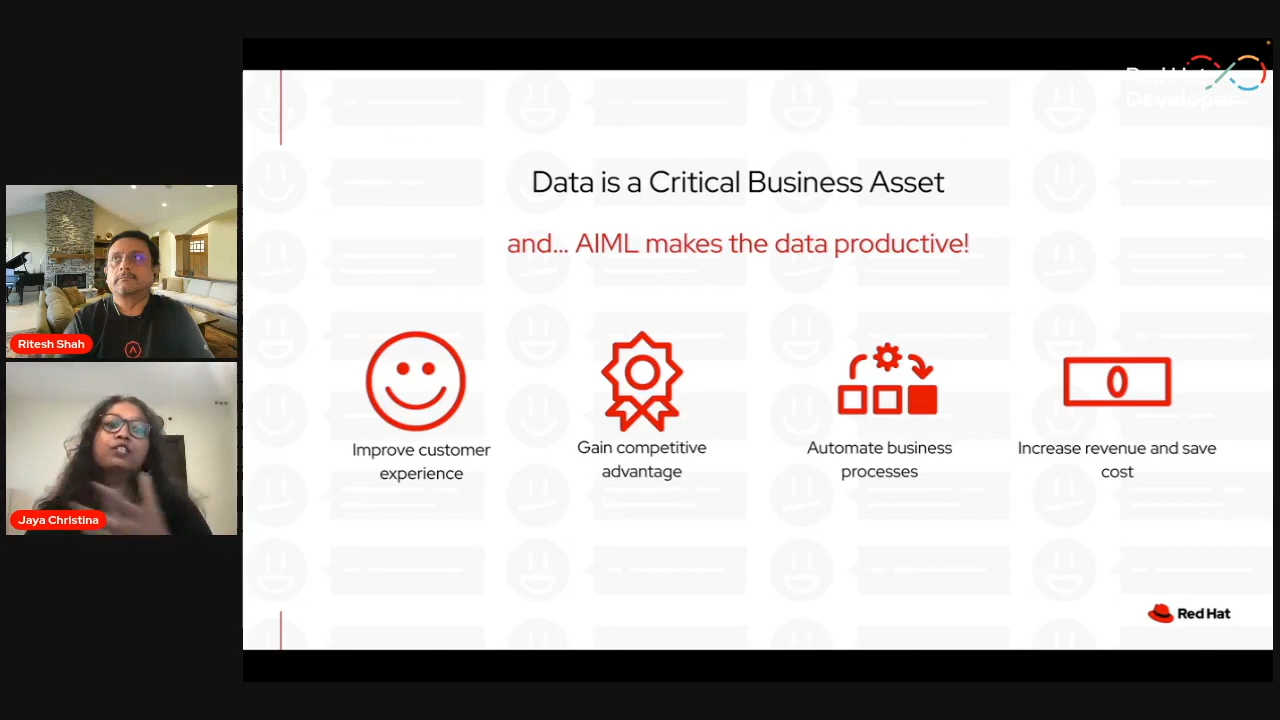 Red Hat
Developer
Data is a Critical Business Asset
and... AIML makes the data productive!
Improve customer
experience
Gain competitive
advantage
Automate business
processes
Increase revenue and save
cost
Ritesh Shah
Jaya Christina
Red Hat